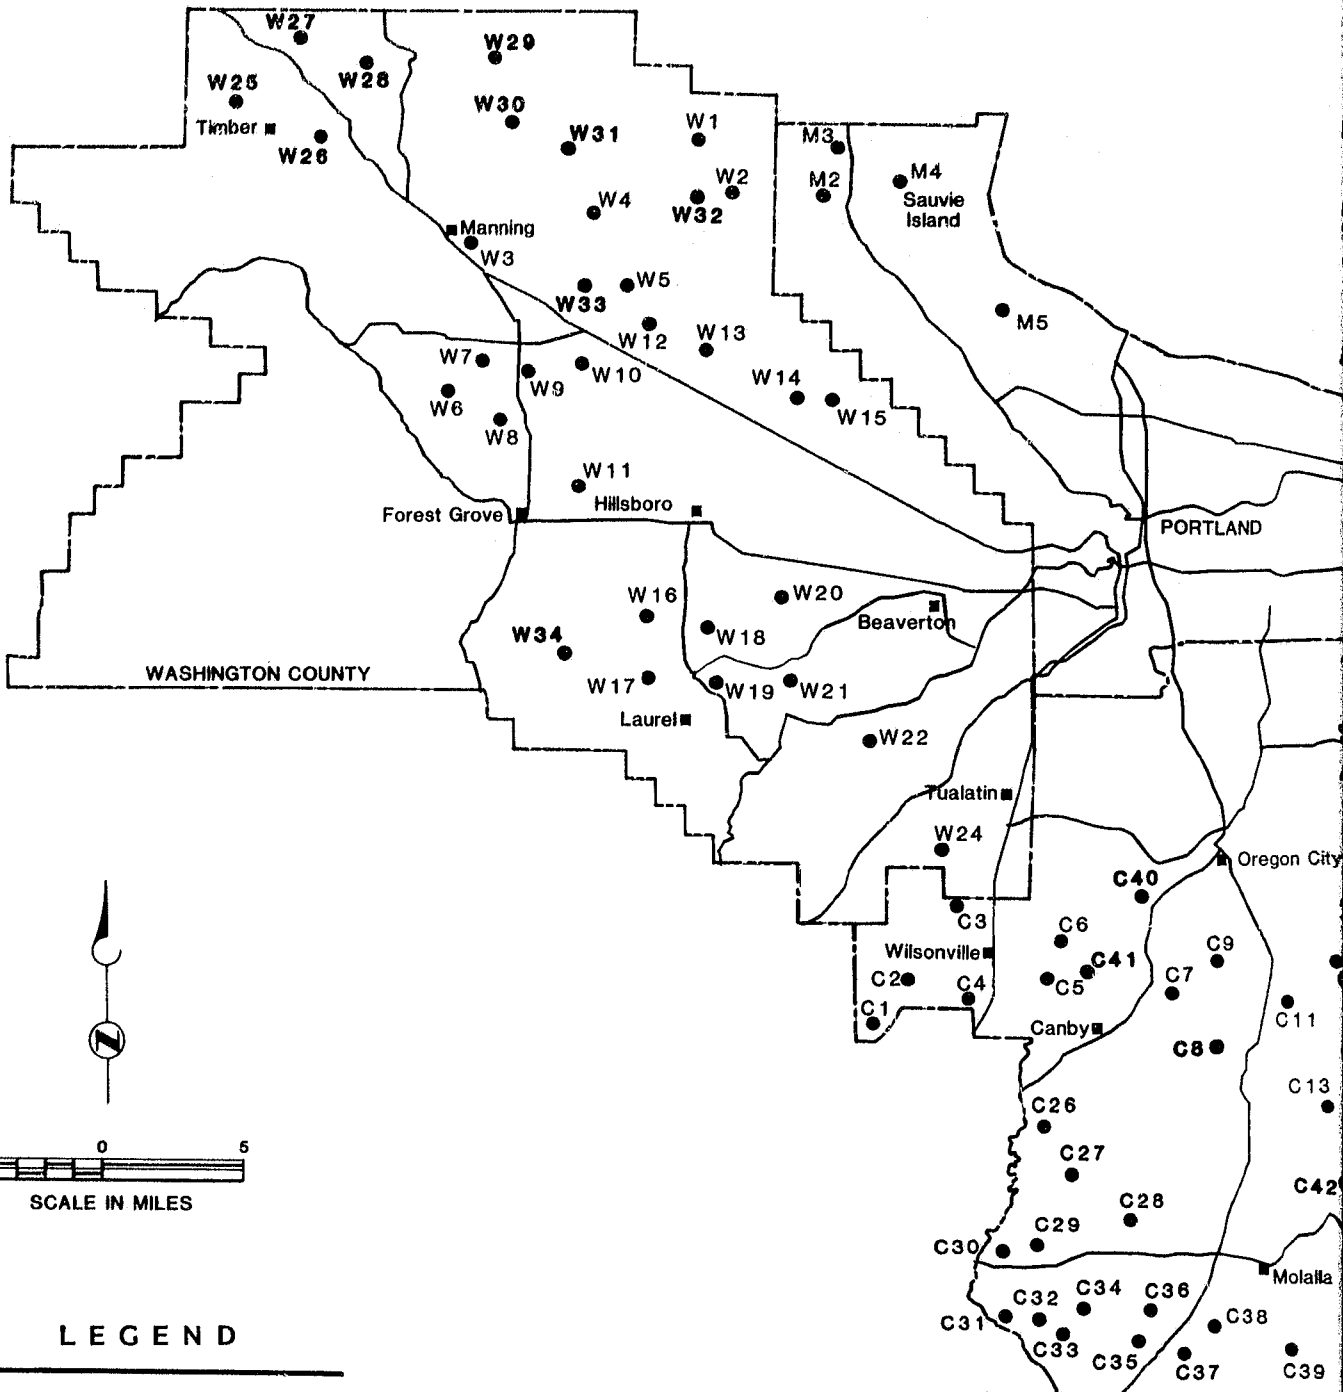 W27
W29
W28
W25
Timber
W30
W26
W31
W1
M3
W2
M2
M4
Sauvie
Island
W4
W32
Manning
W3
W5
W33
M5
W12
W13
W7
W10
W9
W14
W6
W15
W8
W11
Hillsboro
Forest Grove
PORTLAND
W16
W20
Beaverton
W34
W18
WASHINGTON COUNTY
W17
W19
W21
Laurel
W22
Tualatin
W24
Oregon City
C40
C3
C6
Wilsonville
C9
C41
C2
C4
C5
C7
C1
C11
Canby
C8
C13
C26
0
5
C27
C42
SCALE IN MILES
C28
C29
C30
Molalla
C34
C36
C32
C31
C38
C33
C35
C37
C39
LEGEND